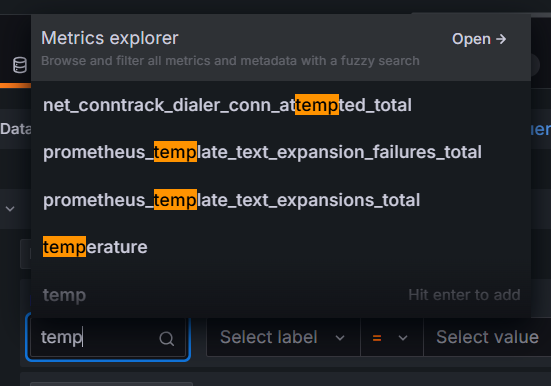 Metrics explorer
Open →
Browse and filter all metrics and metadata with a fuzzy search
net_conntrack_dialer_conn_attempted_total
Data
prometheus_template_text_expansion_failures_total
prometheus_template_text_expansions_total
temperature
temp
Hit enter to add
temp
Select label
=
Select value